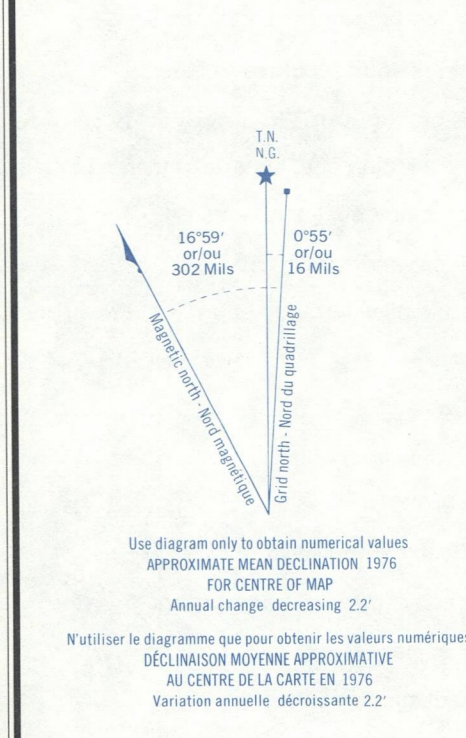 T.N.
N.G.
16°59′
or/ou
302 Mils
0°55′
or/ou
16 Mils
Magnetic north - Nord magnétique
Grid north - Nord du quadrillage
Use diagram only to obtain numerical values
APPROXIMATE MEAN DECLINATION 1976
FOR CENTRE OF MAP
Annual change decreasing 2.2′
N'utiliser le diagramme que pour obtenir les valeurs numériques
DÉCLINAISON MOYENNE APPROXIMATIVE
AU CENTRE DE LA CARTE EN 1976
Variation annuelle décroissante 2.2′